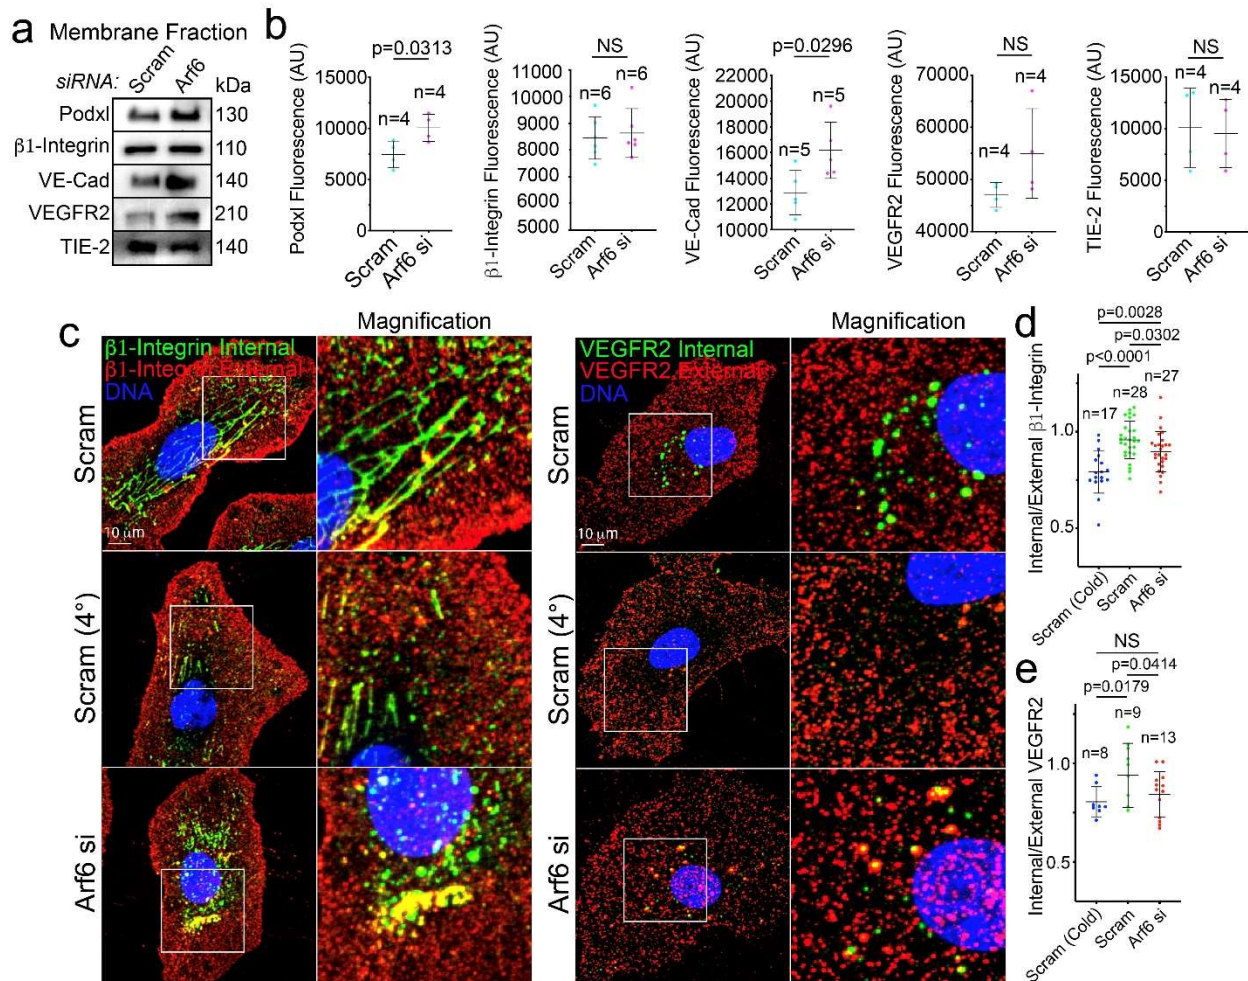 a
Membrane Fraction
siRNA: Scram Arf6 kDa
Podxl 130
β1-Integrin 110
VE-Cad 140
VEGFR2 210
TIE-2 140
b
Podxl Fluorescence (AU)
p=0.0313
20000
15000
10000
5000
0
n=4
n=4
Scram
Arf6 si
β1-Integrin Fluorescence (AU)
NS
11000
10000
9000
8000
7000
6000
5000
n=6
n=6
Scram
Arf6 si
VE-Cad Fluorescence (AU)
p=0.0296
22000
20000
18000
16000
14000
12000
10000
n=5
n=5
Scram
Arf6 si
VEGFR2 Fluorescence (AU)
NS
70000
60000
50000
40000
n=4
n=4
Scram
Arf6 si
TIE-2 Fluorescence (AU)
NS
15000
10000
5000
0
n=4
n=4
Scram
Arf6 si
c
Magnification
Magnification
β1-Integrin Internal
β1-Integrin External
DNA
VEGFR2 Internal
VEGFR2 External
DNA
Scram
10 μm
Scram
10 μm
Scram (4°)
Scram (4°)
Arf6 si
Arf6 si
d
p=0.0028
p=0.0302
p<0.0001
n=17
n=28
n=27
Internal/External β1-Integrin
1.0
0.5
Scram (Cold)
Scram
Arf6 si
e
NS
p=0.0414
p=0.0179
n=8
n=9
n=13
Internal/External VEGFR2
1.0
0.5
Scram (Cold)
Scram
Arf6 si